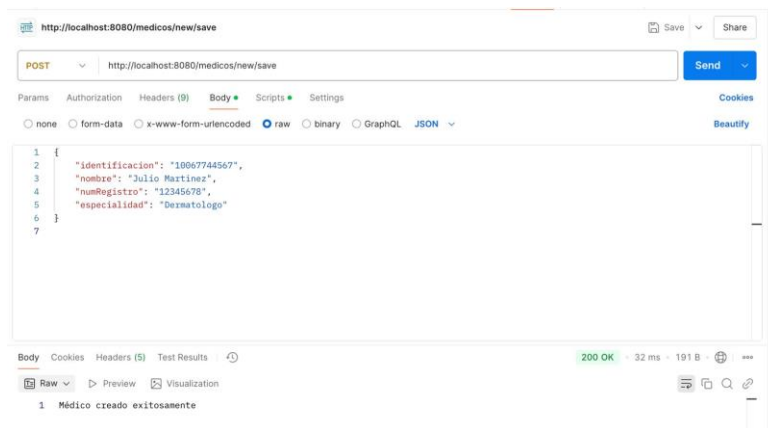 http://localhost:8080/medicos/new/save Save Share
POST http://localhost:8080/medicos/new/save Send
Params Authorization Headers (9) Body Scripts Settings Cookies
none form-data x-www-form-urlencoded raw binary GraphQL JSON Beautify
1 {
2 "identificacion": "10067744567",
3 "nombre": "Julio Martinez",
4 "numRegistro": "12345678",
5 "especialidad": "Dermatologo"
6 }
7
Body Cookies Headers (5) Test Results 200 OK 32 ms 191 B
Raw Preview Visualization
1 Médico creado exitosamente